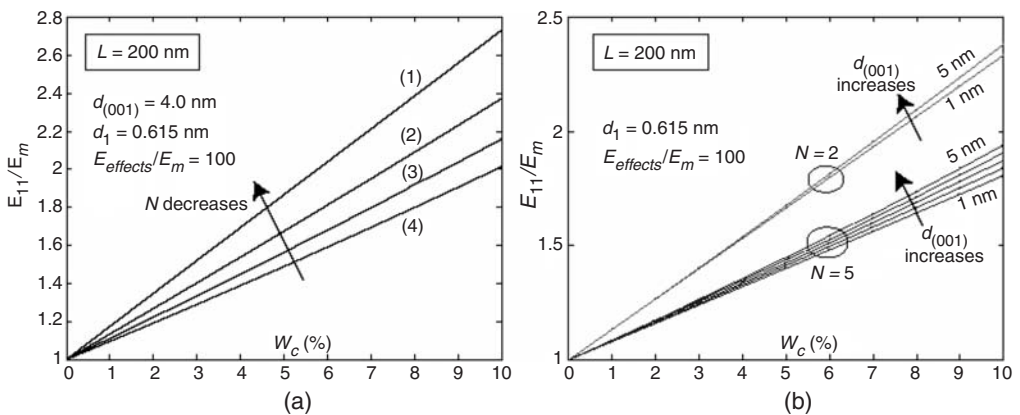 2.8
2.6
2.4
2.2
2
1.8
1.6
1.4
1.2
1
E₁₁/Eₘ
L = 200 nm
d₍₀₀₁₎ = 4.0 nm
d₁ = 0.615 nm
E_effects/Eₘ = 100
N decreases
(1)
(2)
(3)
(4)
W_c (%)
0 1 2 3 4 5 6 7 8 9 10
(a)
2.5
2
1.5
1
E₁₁/Eₘ
L = 200 nm
d₁ = 0.615 nm
E_effects/Eₘ = 100
d₍₀₀₁₎
increases
5 nm
1 nm
N = 2
5 nm
1 nm
N = 5
d₍₀₀₁₎
increases
W_c (%)
0 1 2 3 4 5 6 7 8 9 10
(b)